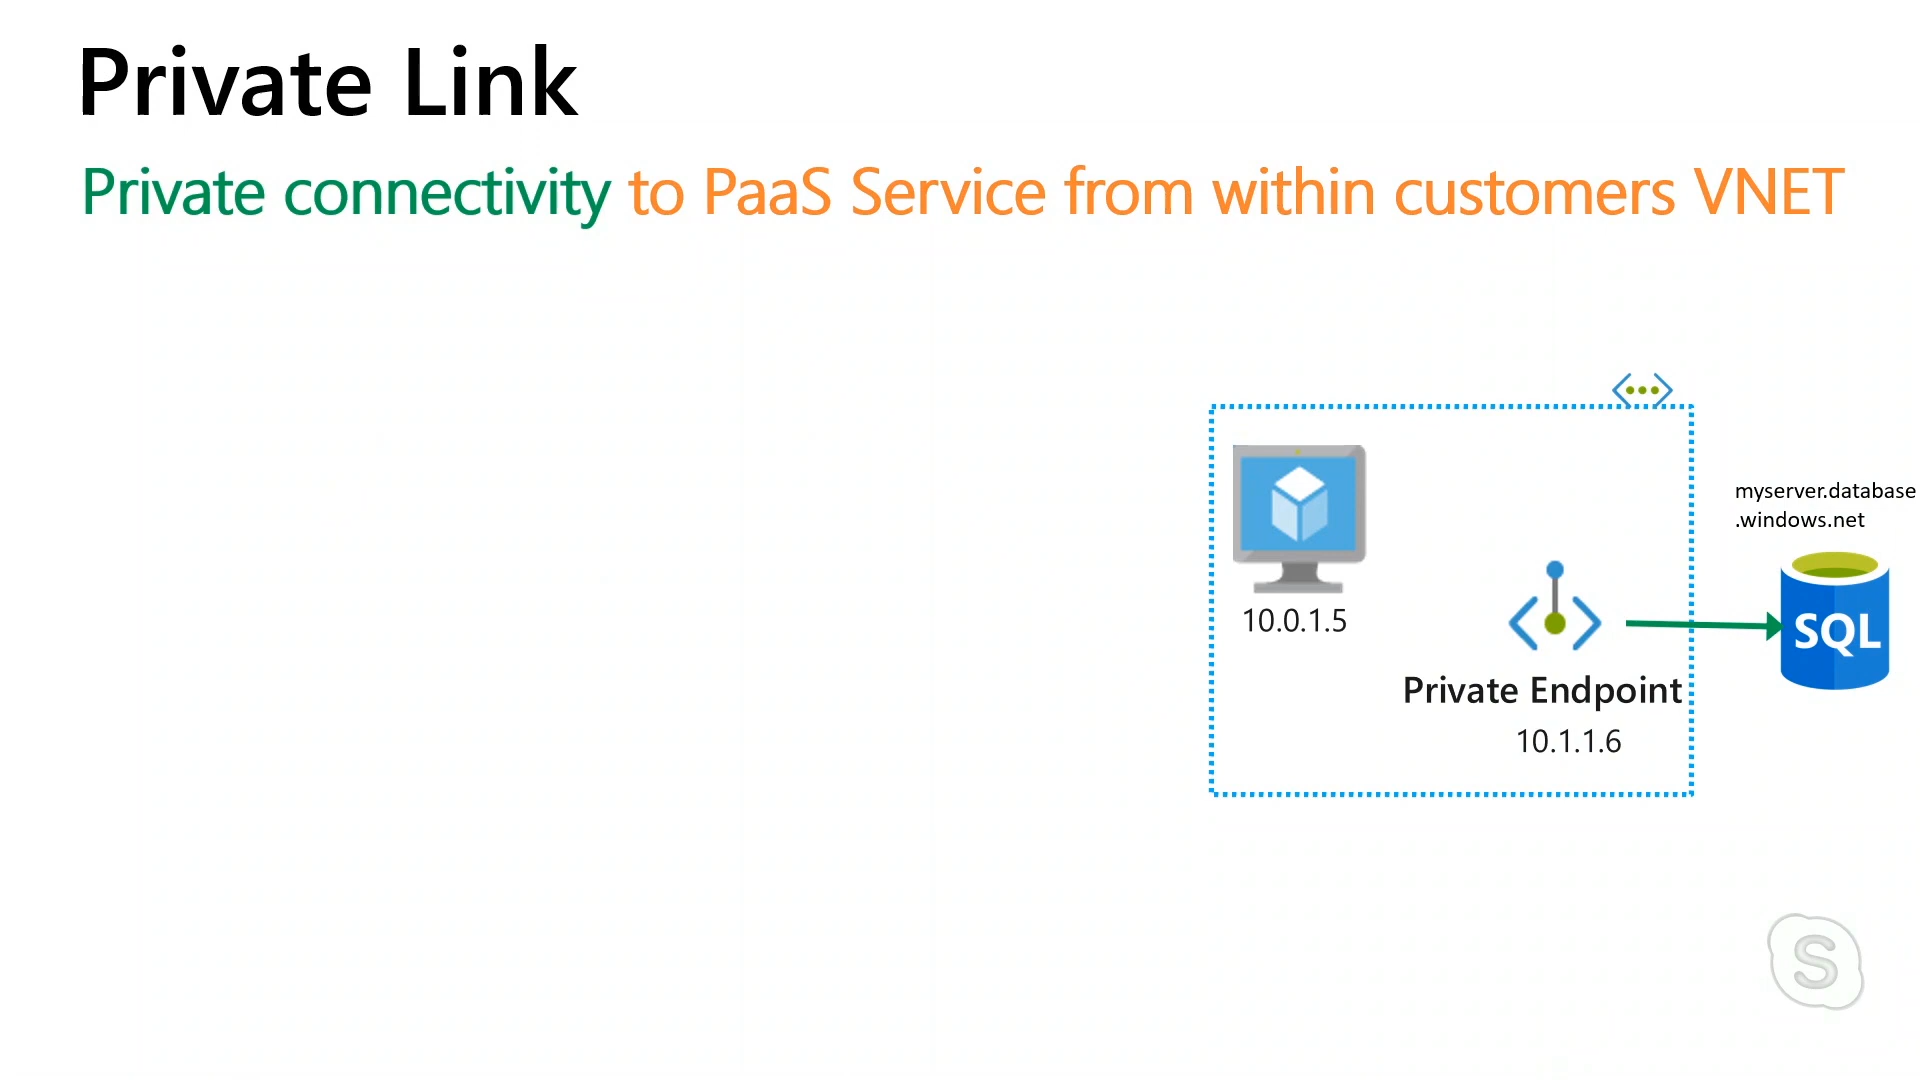 Private Link
Private connectivity to PaaS Service from within customers VNET
myserver.database
.windows.net
SQL
10.0.1.5
Private Endpoint
10.1.1.6
S